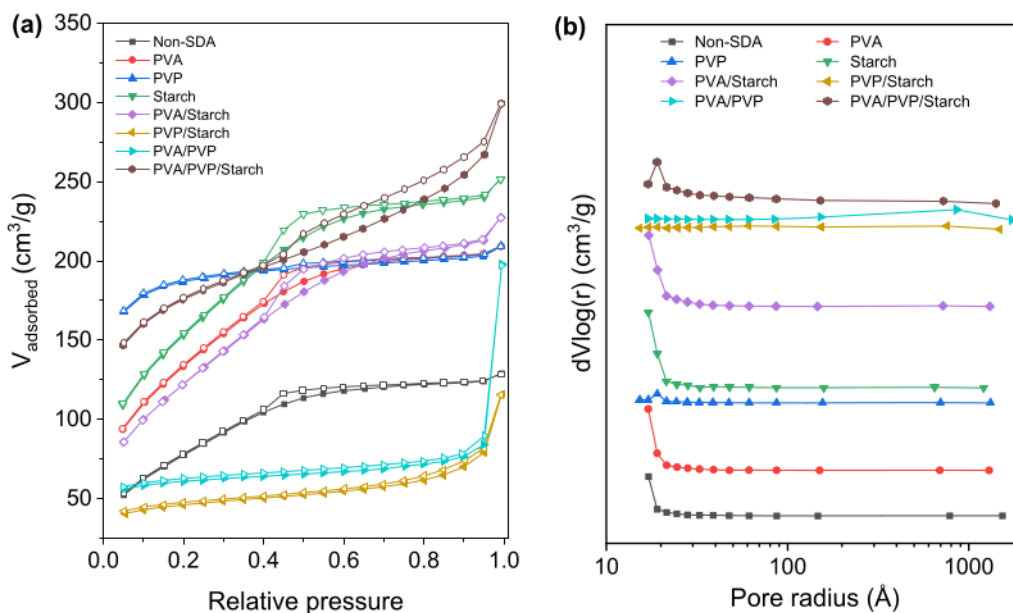 (a)
350
300
250
200
150
100
50
V adsorbed (cm³/g)
Non-SDA
PVA
PVP
Starch
PVA/Starch
PVP/Starch
PVA/PVP
PVA/PVP/Starch
0.0 0.2 0.4 0.6 0.8 1.0
Relative pressure
(b)
dVlog(r) (cm³/g)
Non-SDA PVA
PVP Starch
PVA/Starch PVP/Starch
PVA/PVP PVA/PVP/Starch
10 100 1000
Pore radius (Å)